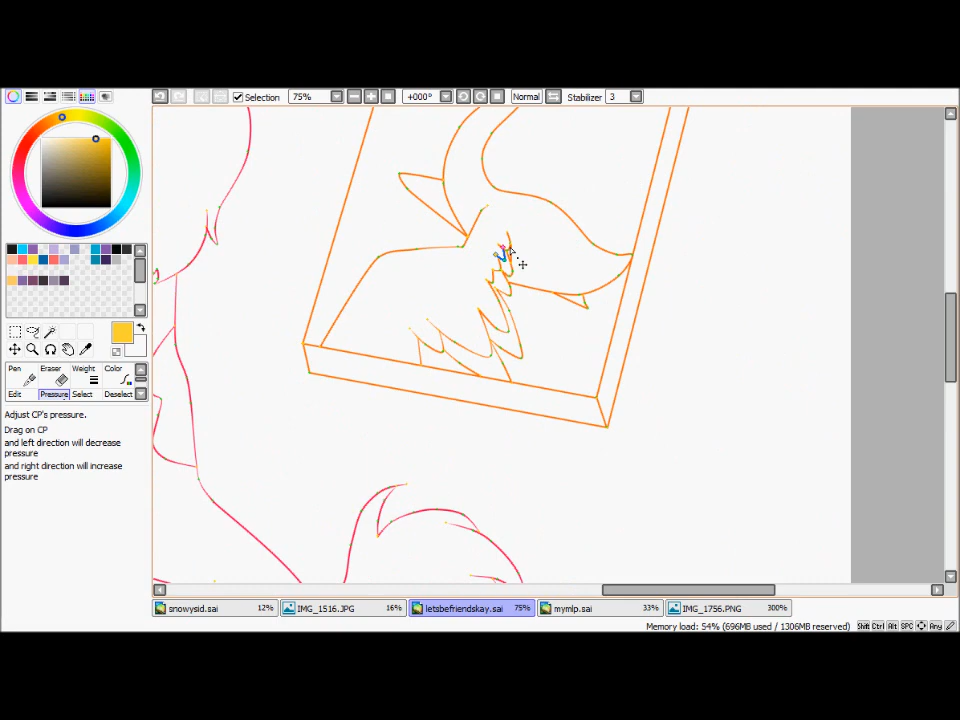 Selection 75% +000° Normal Stabilizer 3
Pen Eraser Weight Color
Edit Pressure Select Deselect
Adjust CP's pressure.
Drag on CP
and left direction will decrease
pressure
and right direction will increase
pressure
snowysid.sai 12% IMG_1516.JPG 16% letsbefriendskay.sai 75% mymlp.sai 33% IMG_1756.PNG 300%
Memory load: 54% (696MB used / 1306MB reserved) Shift Ctrl Alt SPC Any